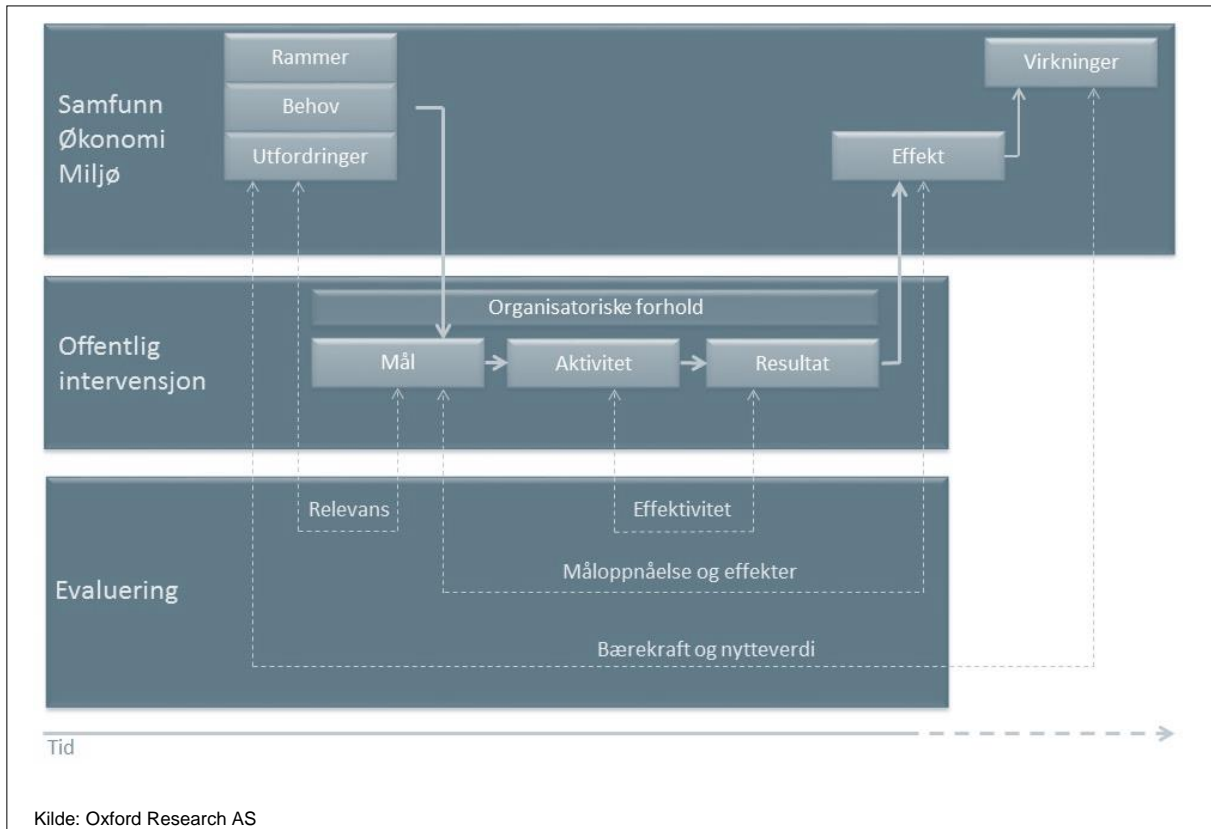 Samfunn
Økonomi
Miljø
Rammer
Behov
Utfordringer
Virkninger
Effekt
Offentlig
intervensjon
Organisatoriske forhold
Mål
Aktivitet
Resultat
Evaluering
Relevans
Effektivitet
Måloppnåelse og effekter
Bærekraft og nytteverdi
Tid
Kilde: Oxford Research AS